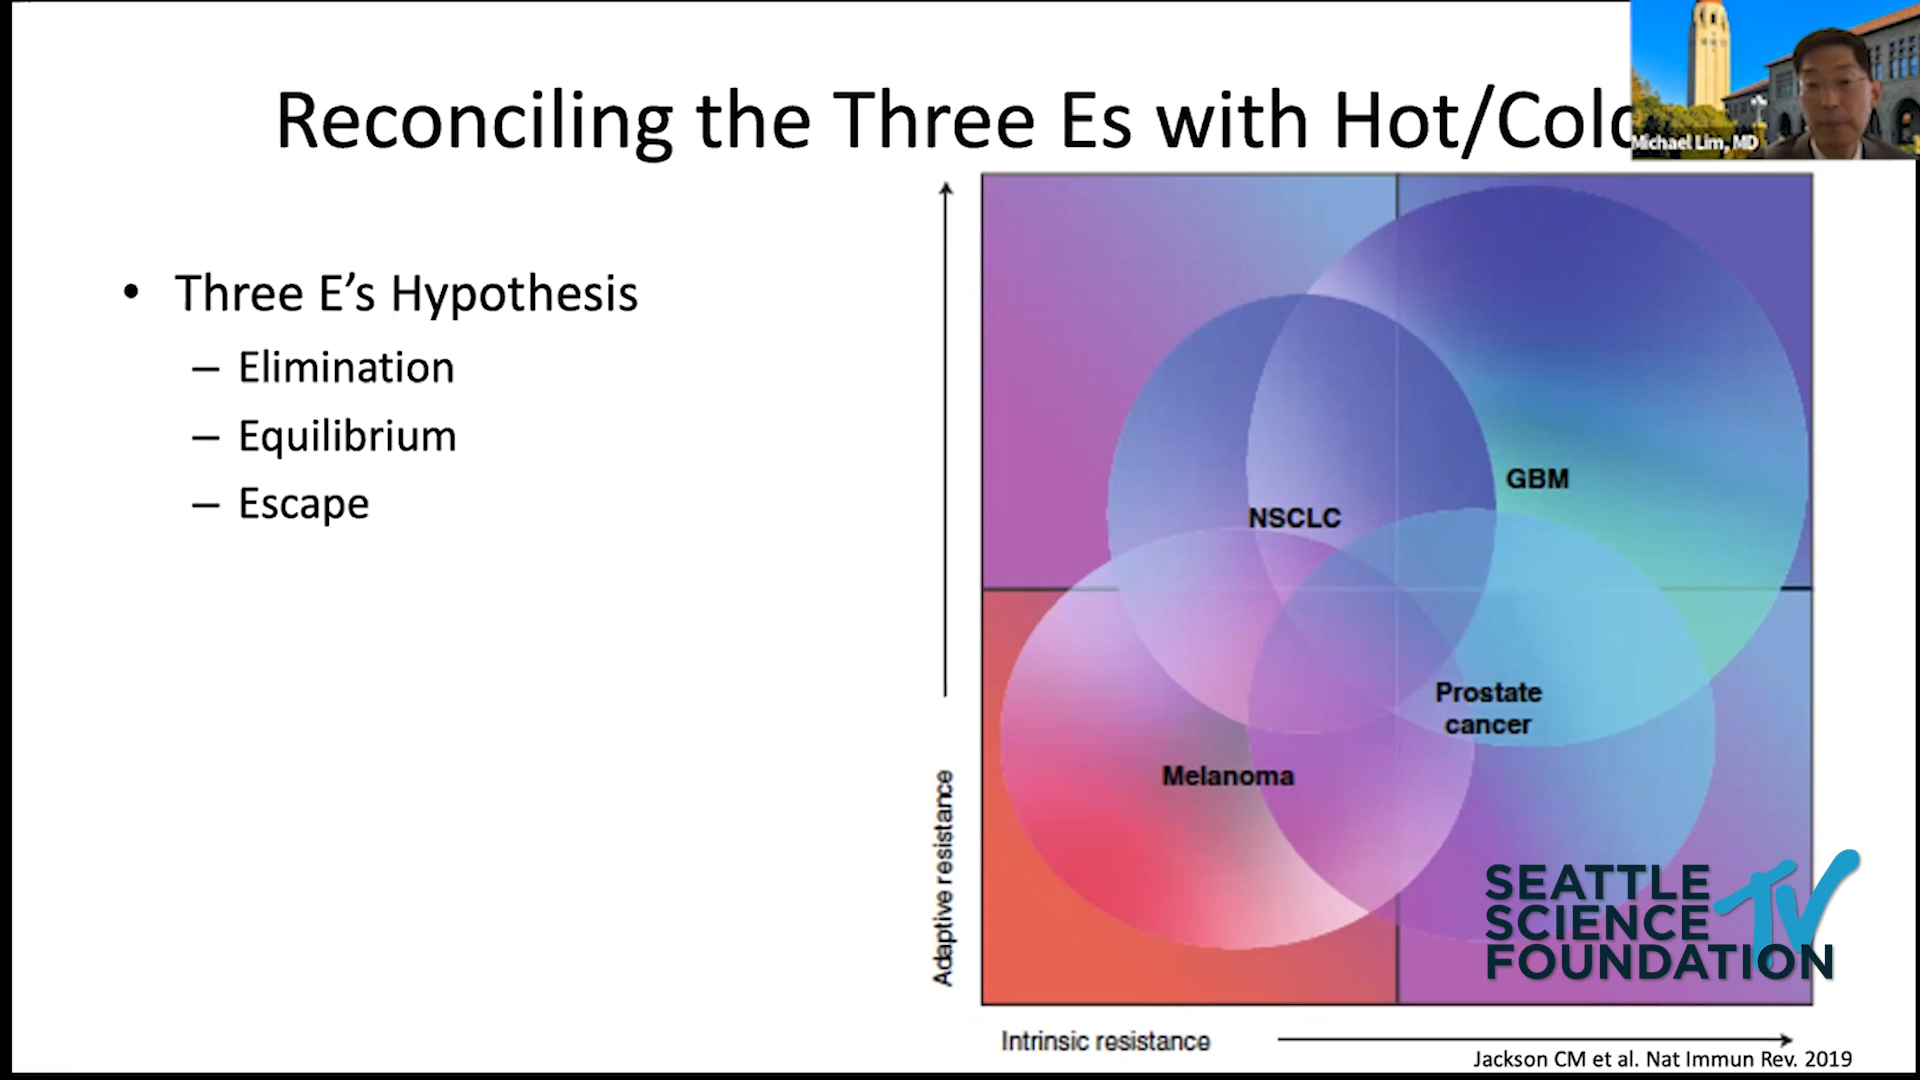 Reconciling the Three Es with Hot/Cold
Michael Lim, MD
• Three E’s Hypothesis
– Elimination
– Equilibrium
– Escape
Adaptive resistance
GBM
NSCLC
Prostate
cancer
Melanoma
SEATTLE
SCIENCE
FOUNDATION
TV
Intrinsic resistance
Jackson CM et al. Nat Immun Rev. 2019